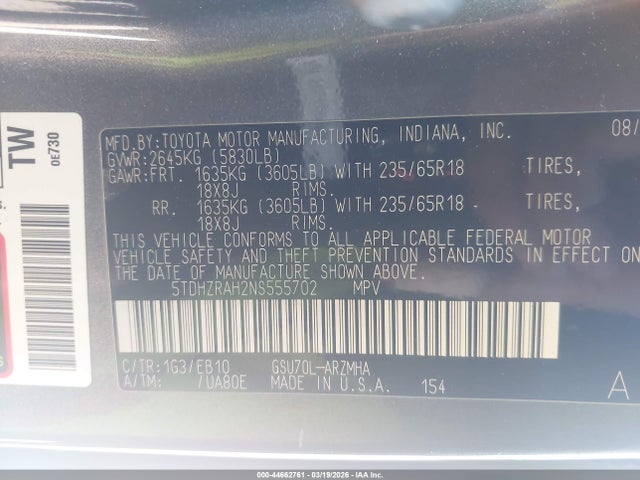 TW
0E730
MFD.BY:TOYOTA MOTOR MANUFACTURING, INDIANA, INC. 08/
GVWR:2645KG (5830LB)
GAWR:FRT. 1635KG (3605LB) WITH 235/65R18 TIRES,
18X8J RIMS.
RR. 1635KG (3605LB) WITH 235/65R18 TIRES,
18X8J RIMS.
THIS VEHICLE CONFORMS TO ALL APPLICABLE FEDERAL MOTOR
VEHICLE SAFETY AND THEFT PREVENTION STANDARDS IN EFFECT ON
THE DATE OF MANUFACTURE SHOWN ABOVE.
5TDHZRAH2NS555702 MPV
C/TR:1G3/EB10 GSU70L-ARZMHA
A/TM: /UA80E MADE IN U.S.A. 154
A
000-44662761 - 03/19/2026 - IAA Inc.